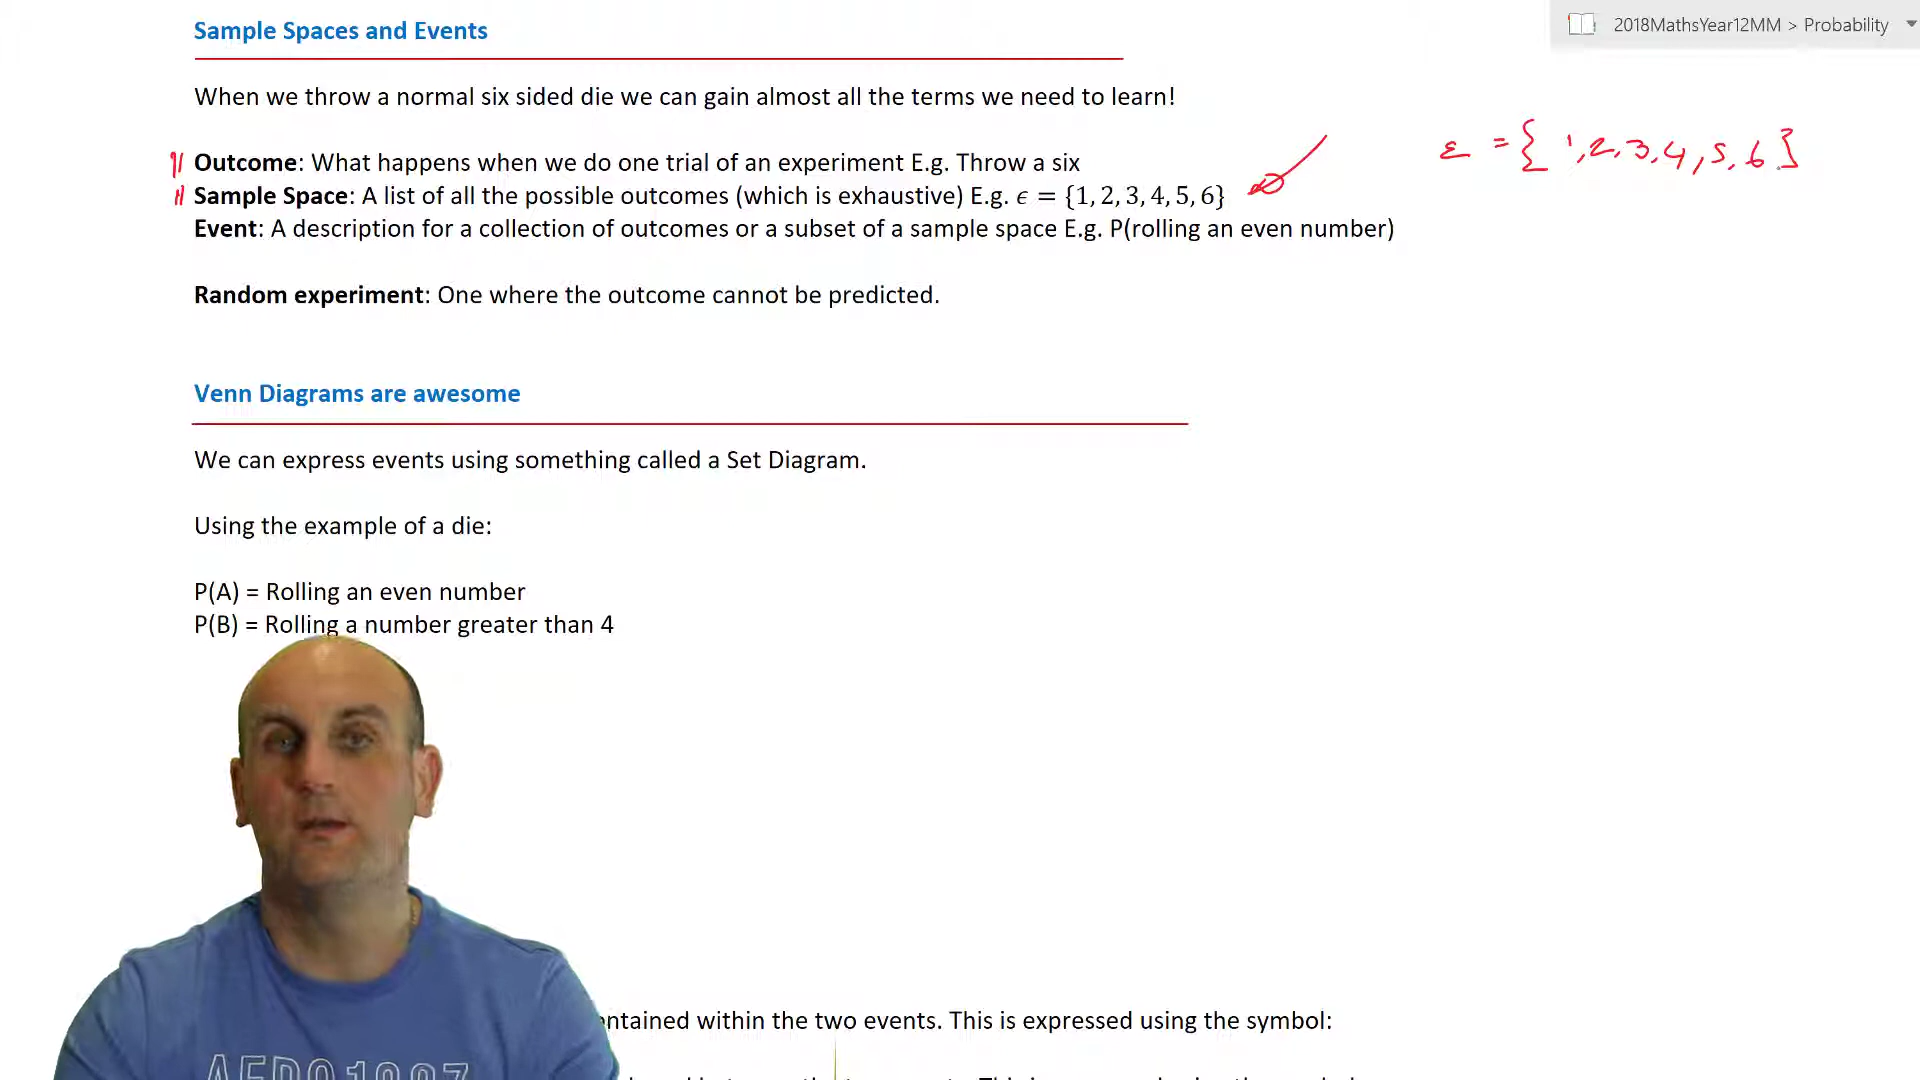 2018MathsYear12MM > Probability
Sample Spaces and Events
When we throw a normal six sided die we can gain almost all the terms we need to learn!
ε = { 1, 2, 3, 4, 5, 6 }
Outcome: What happens when we do one trial of an experiment E.g. Throw a six
Sample Space: A list of all the possible outcomes (which is exhaustive) E.g. ϵ = {1, 2, 3, 4, 5, 6}
Event: A description for a collection of outcomes or a subset of a sample space E.g. P(rolling an even number)
Random experiment: One where the outcome cannot be predicted.
Venn Diagrams are awesome
We can express events using something called a Set Diagram.
Using the example of a die:
P(A) = Rolling an even number
P(B) = Rolling a number greater than 4
within the two events. This is expressed using the symbol: